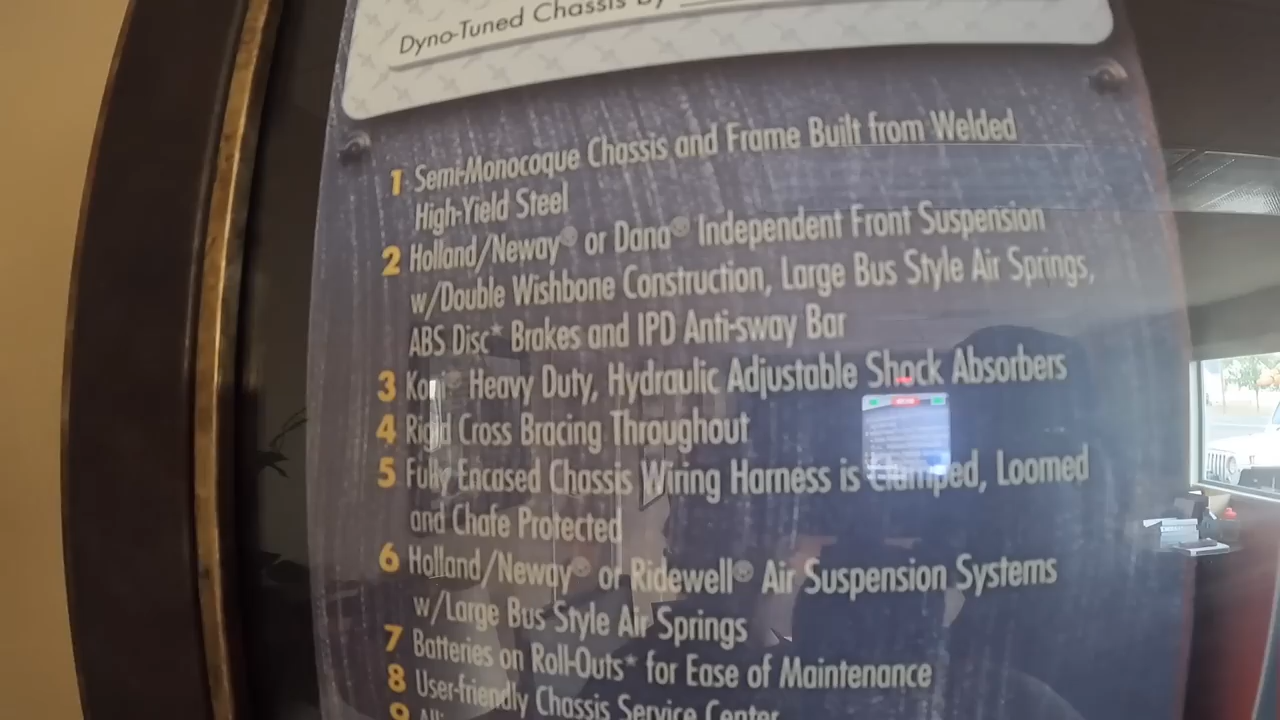 Dyno-Tuned Chassis by
1 Semi-Monocoque Chassis and Frame Built from Welded
High-Yield Steel
2 Holland/Neway® or Dana® Independent Front Suspension
w/Double Wishbone Construction, Large Bus Style Air Springs,
ABS Disc* Brakes and IPD Anti-sway Bar
3 Koni® Heavy Duty, Hydraulic Adjustable Shock Absorbers
4 Rigid Cross Bracing Throughout
5 Fully Encased Chassis Wiring Harness is Clamped, Loomed
and Chafe Protected
6 Holland/Neway® or Ridewell® Air Suspension Systems
w/Large Bus Style Air Springs
7 Batteries on Roll-Outs* for Ease of Maintenance
8 User-friendly Chassis Service Center
9